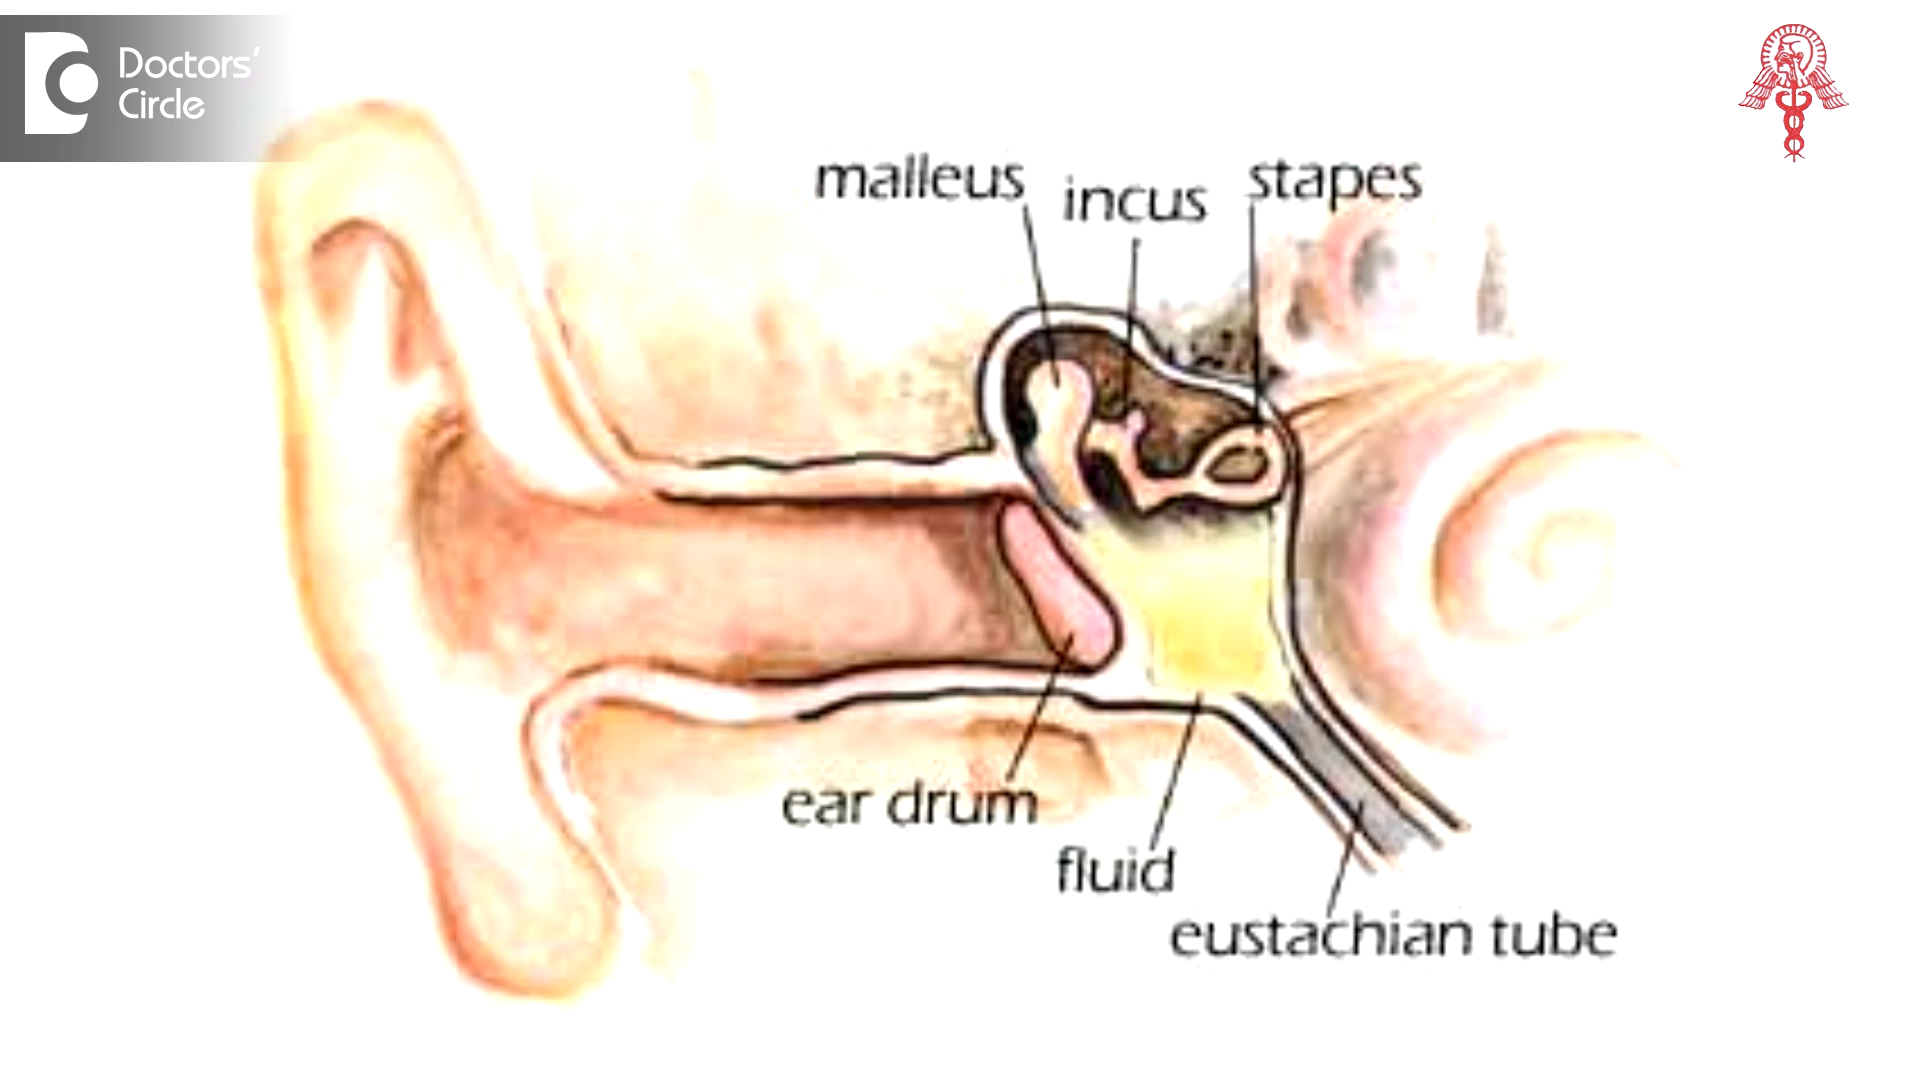 Doctors'
Circle
malleus
incus
stapes
ear drum
fluid
eustachian tube